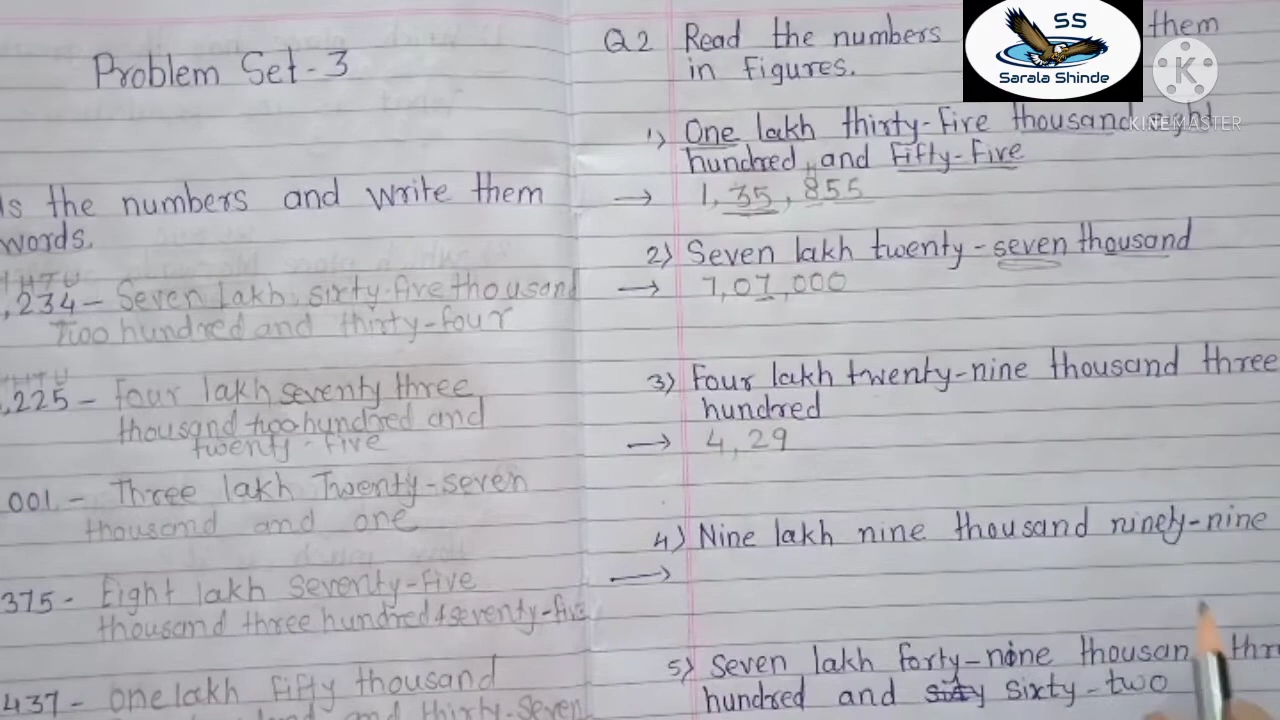 Problem Set - 3
ls the numbers and write them
words.
THTU
,234 - Seven lakh sixty-five thousand
Two hundred and thirty-four
THTU
,225 - Four lakh seventy three
thousand two hundred and
twenty-five
001 - Three lakh Twenty-seven
thousand and one
375 - Eight lakh seventy-five
thousand three hundred & seventy-five
437 - one lakh fifty thousand
and thirty-seven
Q2 Read the numbers them
in figures.
1) One lakh thirty-five thousand eight
hundred and fifty-five
→ 1,35,855
2) Seven lakh twenty-seven thousand
→ 7,07,000
3) Four lakh twenty-nine thousand three
hundred
→ 4,29
4) Nine lakh nine thousand ninety-nine
→
5) Seven lakh forty-nine thousan thr
hundred and sixty-two
SS
Sarala Shinde
K
KINEMASTER